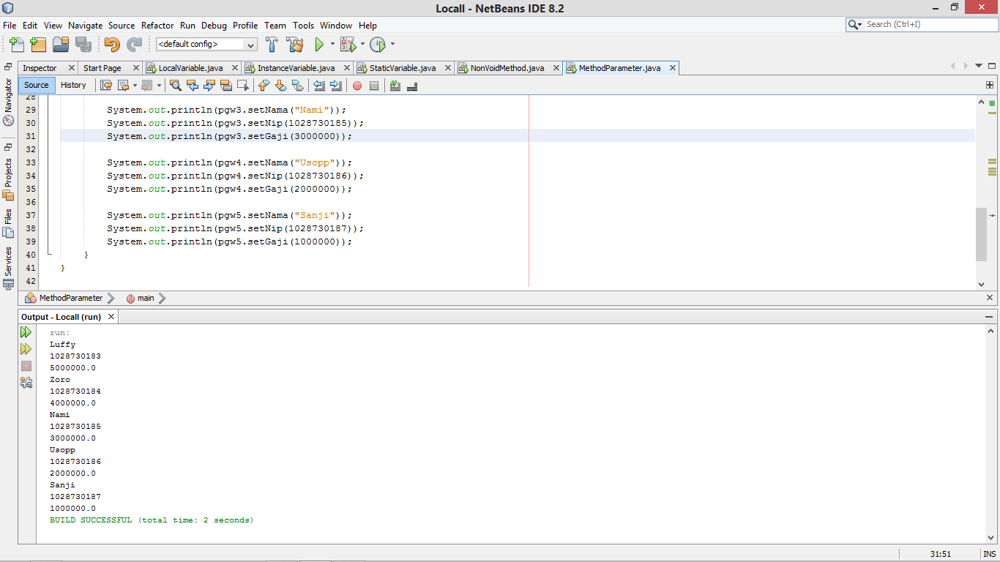 Locall - NetBeans IDE 8.2
File Edit View Navigate Source Refactor Run Debug Profile Team Tools Window Help
Search (Ctrl+I)
<default config>
Inspector Start Page LocalVariable.java InstanceVariable.java StaticVariable.java NonVoidMethod.java MethodParameter.java
Source History
Navigator
Projects
Files
Services
28
29 System.out.println(pgw3.setNama("Nami"));
30 System.out.println(pgw3.setNip(1028730185));
31 System.out.println(pgw3.setGaji(3000000));
32
33 System.out.println(pgw4.setNama("Usopp"));
34 System.out.println(pgw4.setNip(1028730186));
35 System.out.println(pgw4.setGaji(2000000));
36
37 System.out.println(pgw5.setNama("Sanji"));
38 System.out.println(pgw5.setNip(1028730187));
39 System.out.println(pgw5.setGaji(1000000));
40 }
41 }
42
MethodParameter main
Output - Locall (run)
run:
Luffy
1028730183
5000000.0
Zoro
1028730184
4000000.0
Nami
1028730185
3000000.0
Usopp
1028730186
2000000.0
Sanji
1028730187
1000000.0
BUILD SUCCESSFUL (total time: 2 seconds)
31:51 INS